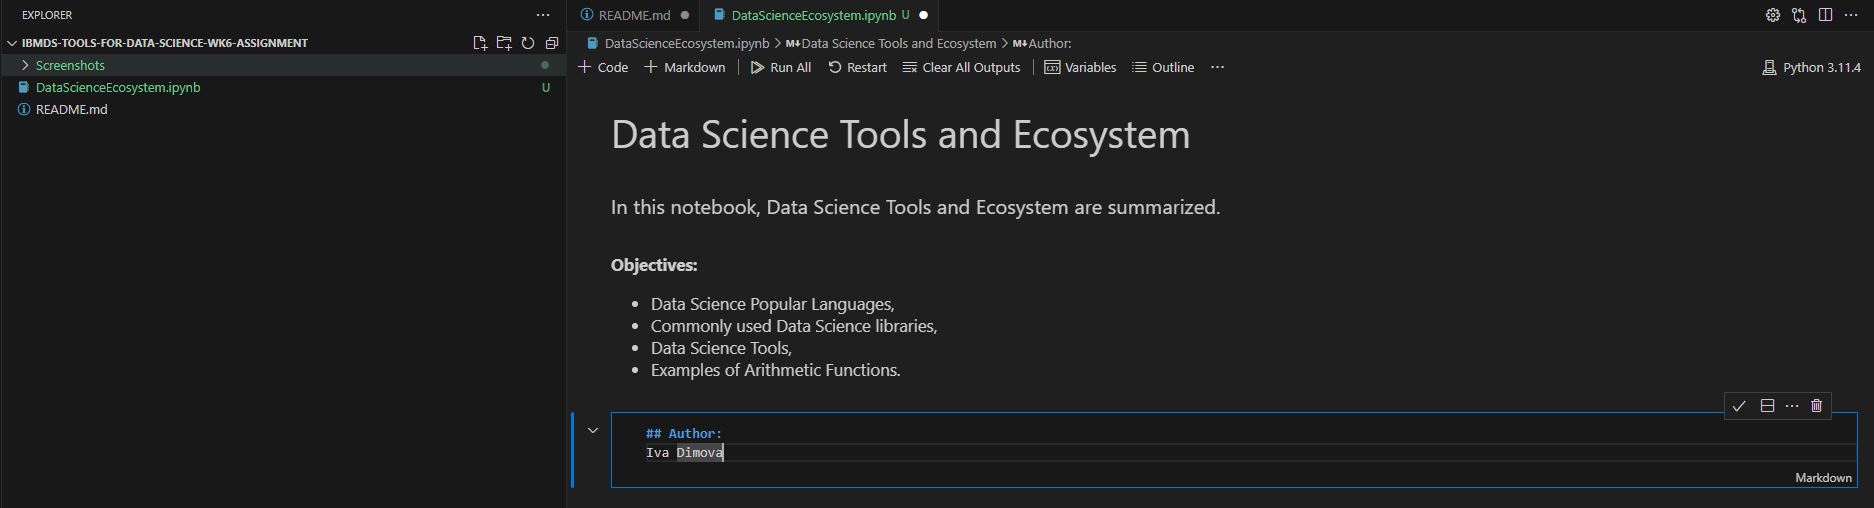 EXPLORER
IBMDS-TOOLS-FOR-DATA-SCIENCE-WK6-ASSIGNMENT
Screenshots
DataScienceEcosystem.ipynb U
README.md
README.md DataScienceEcosystem.ipynb U
DataScienceEcosystem.ipynb > M↓Data Science Tools and Ecosystem > M↓Author:
+ Code + Markdown Run All Restart Clear All Outputs Variables Outline ... Python 3.11.4
Data Science Tools and Ecosystem
In this notebook, Data Science Tools and Ecosystem are summarized.
Objectives:
• Data Science Popular Languages,
• Commonly used Data Science libraries,
• Data Science Tools,
• Examples of Arithmetic Functions.
## Author:
Iva Dimova
Markdown